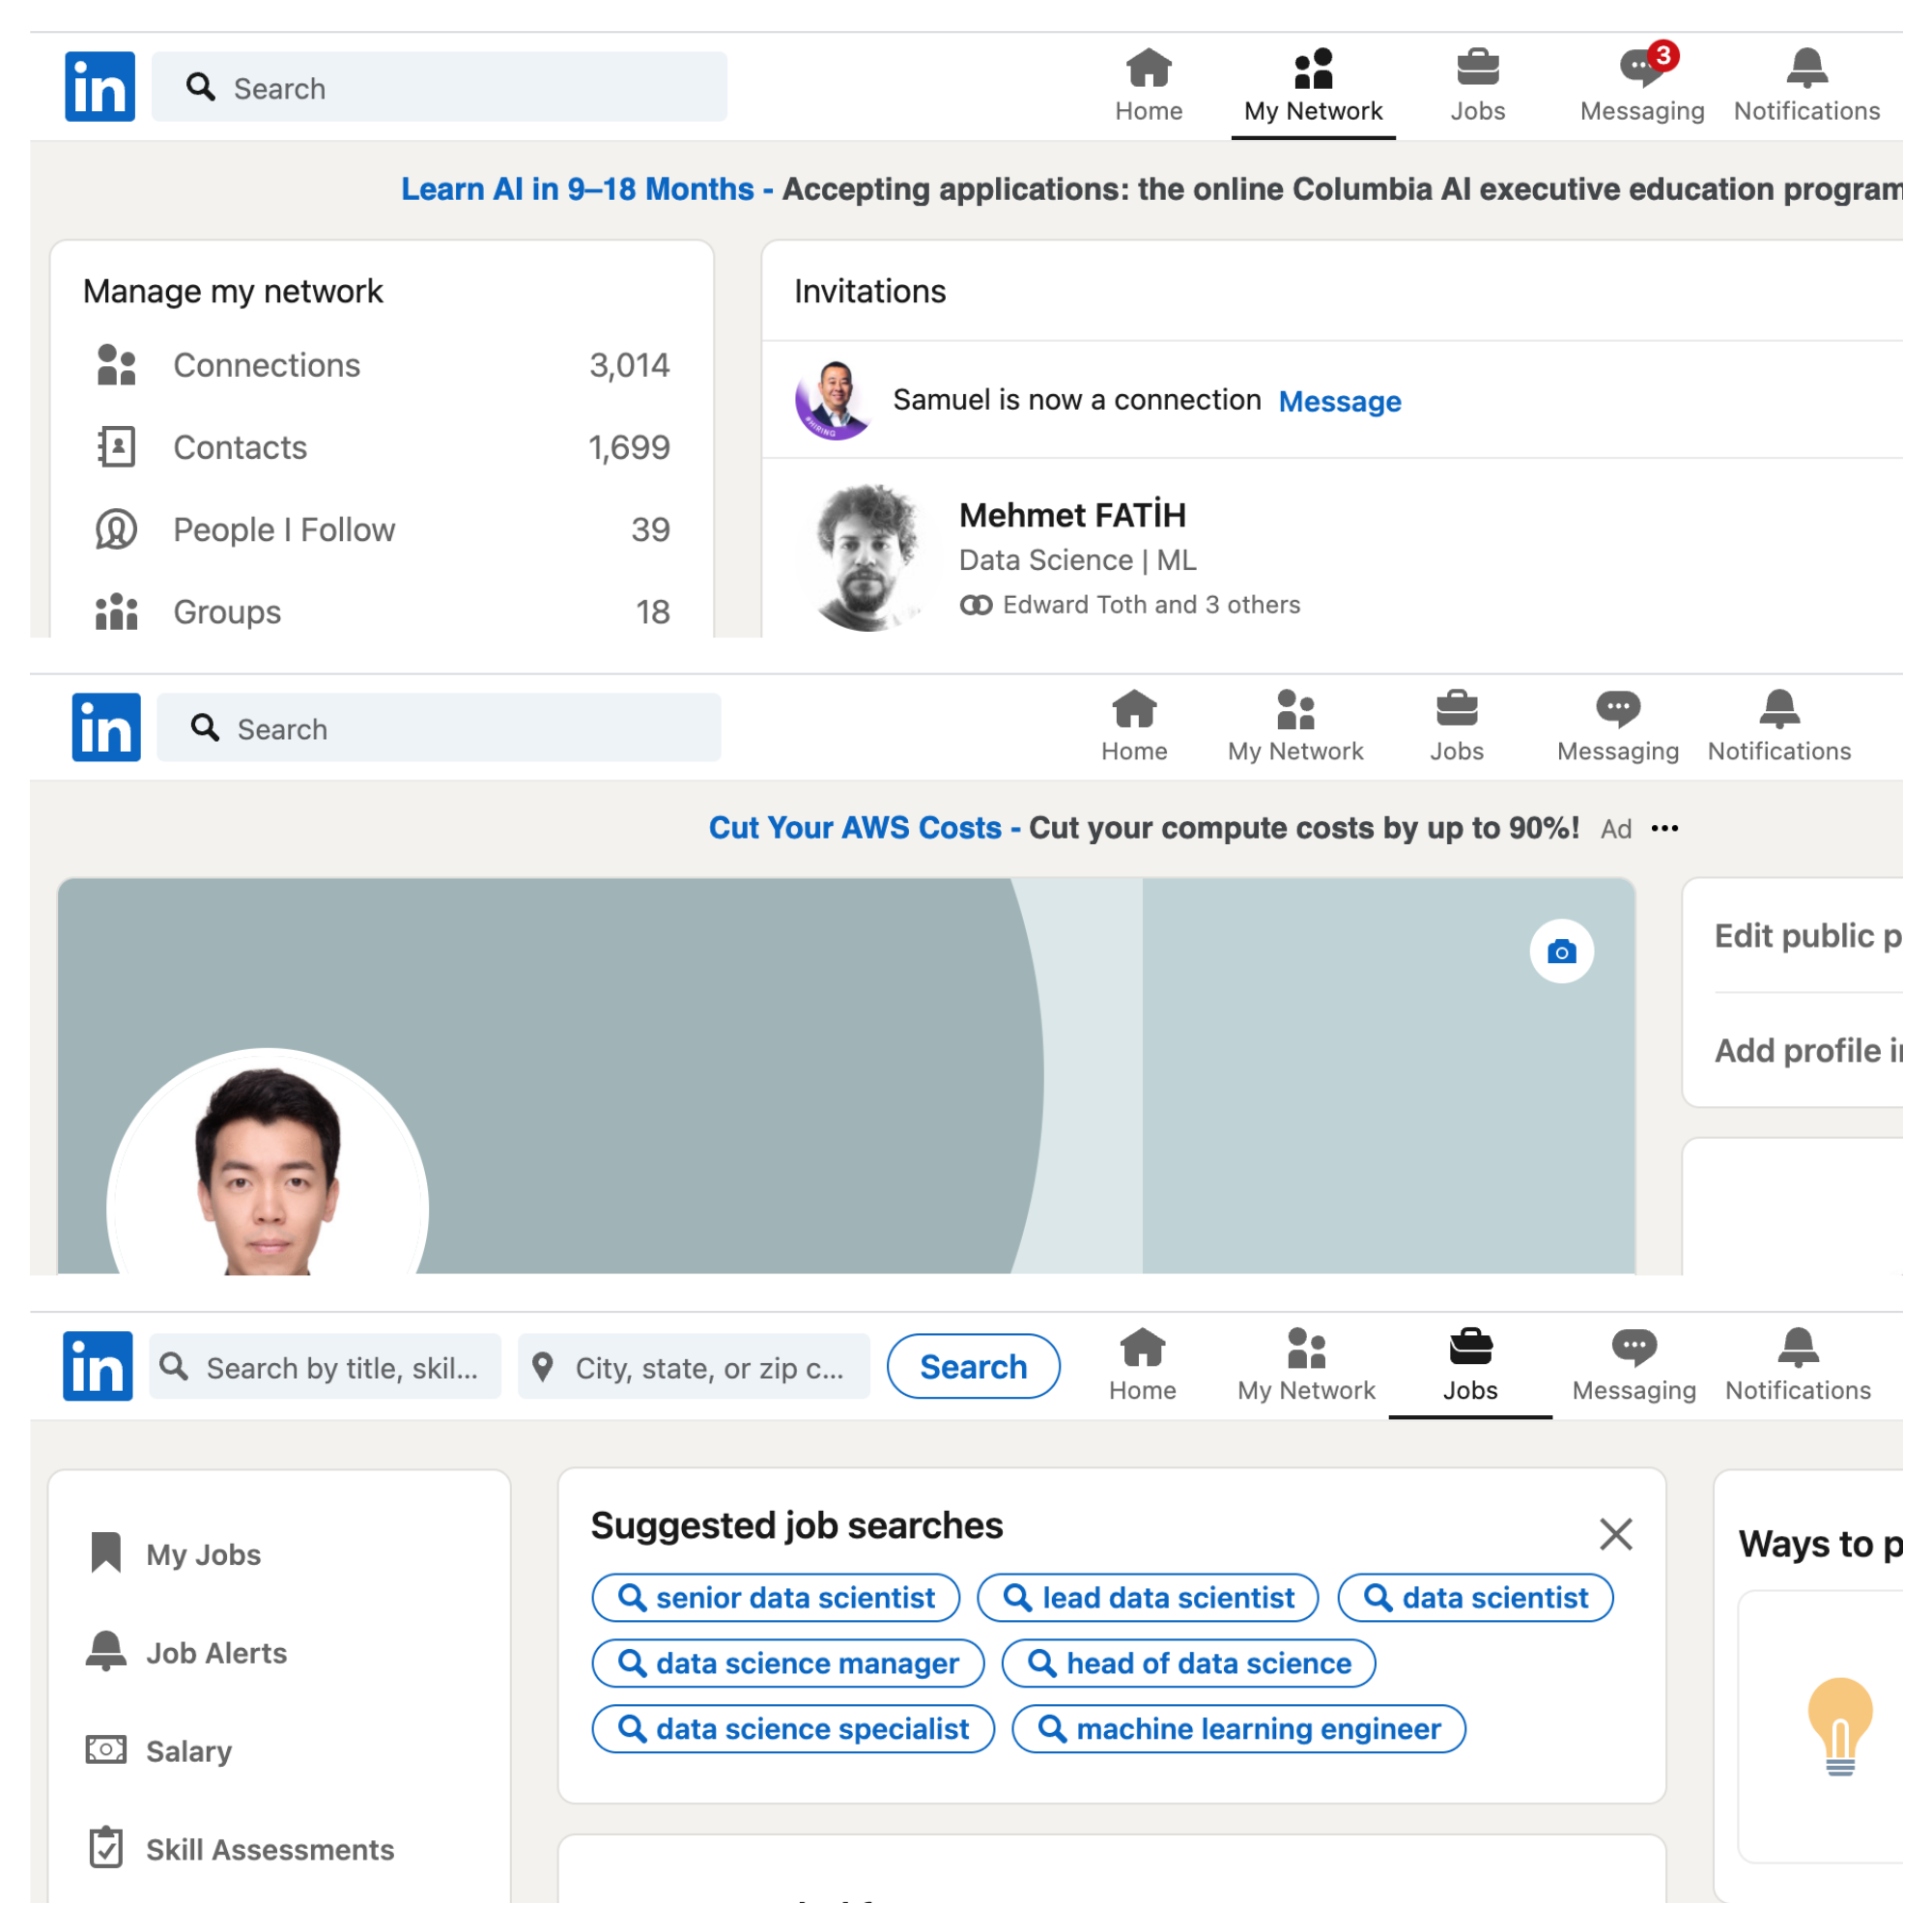 in Search
Home My Network Jobs 3 Messaging Notifications
Learn AI in 9–18 Months - Accepting applications: the online Columbia AI executive education program
Manage my network
Connections 3,014
Contacts 1,699
People I Follow 39
Groups 18
Invitations
#HIRING
Samuel is now a connection Message
Mehmet FATİH
Data Science | ML
Edward Toth and 3 others
in Search
Home My Network Jobs Messaging Notifications
Cut Your AWS Costs - Cut your compute costs by up to 90%! Ad •••
Edit public p
Add profile i
in Search by title, skil... City, state, or zip c... Search
Home My Network Jobs Messaging Notifications
My Jobs
Job Alerts
Salary
Skill Assessments
Suggested job searches
senior data scientist lead data scientist data scientist
data science manager head of data science
data science specialist machine learning engineer
Ways to p